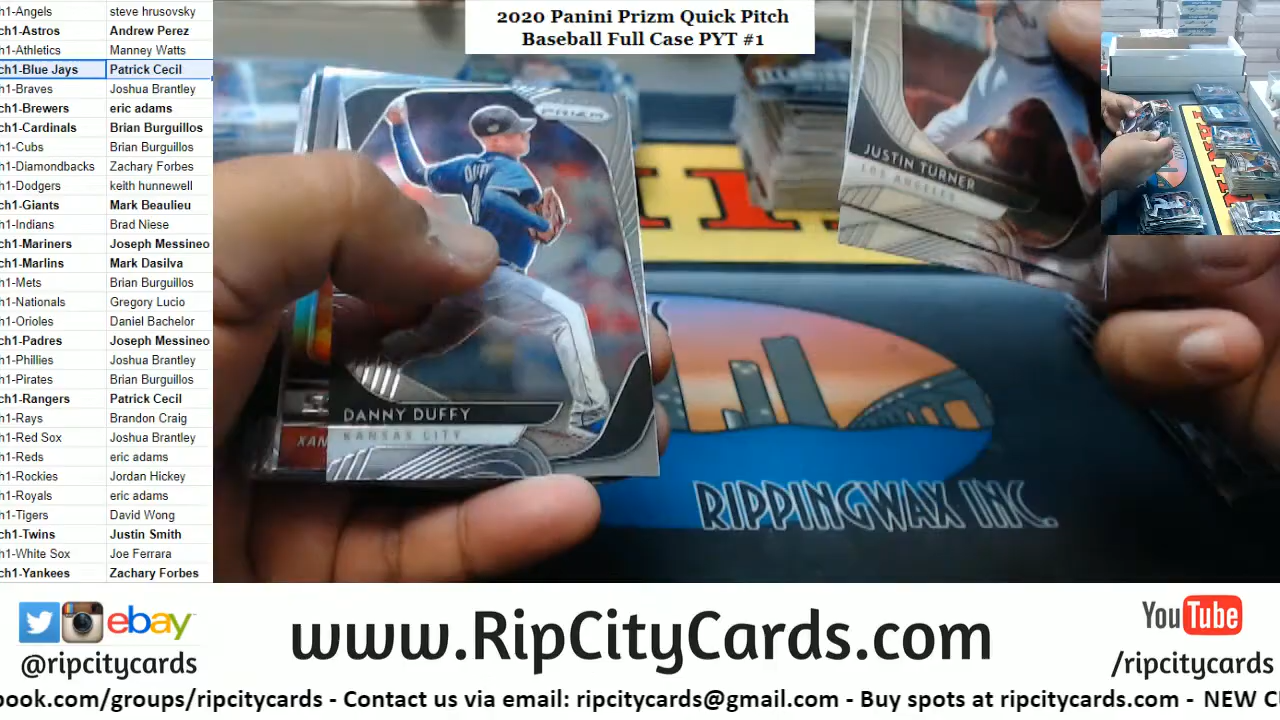 2020 Panini Prizm Quick Pitch
Baseball Full Case PYT #1
ch1-Angels steve hrusovsky
ch1-Astros Andrew Perez
ch1-Athletics Manney Watts
ch1-Blue Jays Patrick Cecil
ch1-Braves Joshua Brantley
ch1-Brewers eric adams
ch1-Cardinals Brian Burguillos
ch1-Cubs Brian Burguillos
ch1-Diamondbacks Zachary Forbes
ch1-Dodgers keith hunnewell
ch1-Giants Mark Beaulieu
ch1-Indians Brad Niese
ch1-Mariners Joseph Messineo
ch1-Marlins Mark Dasilva
ch1-Mets Brian Burguillos
ch1-Nationals Gregory Lucio
ch1-Orioles Daniel Bachelor
ch1-Padres Joseph Messineo
ch1-Phillies Joshua Brantley
ch1-Pirates Brian Burguillos
ch1-Rangers Patrick Cecil
ch1-Rays Brandon Craig
ch1-Red Sox Joshua Brantley
ch1-Reds eric adams
ch1-Rockies Jordan Hickey
ch1-Royals eric adams
ch1-Tigers David Wong
ch1-Twins Justin Smith
ch1-White Sox Joe Ferrara
ch1-Yankees Zachary Forbes
PRIZM
JUSTIN TURNER
LOS ANGELES
DANNY DUFFY
KANSAS CITY
XAN
RIPPINGWAX INC.
ebay
@ripcitycards
www.RipCityCards.com
YouTube
/ripcitycards
book.com/groups/ripcitycards - Contact us via email: ripcitycards@gmail.com - Buy spots at ripcitycards.com - NEW C